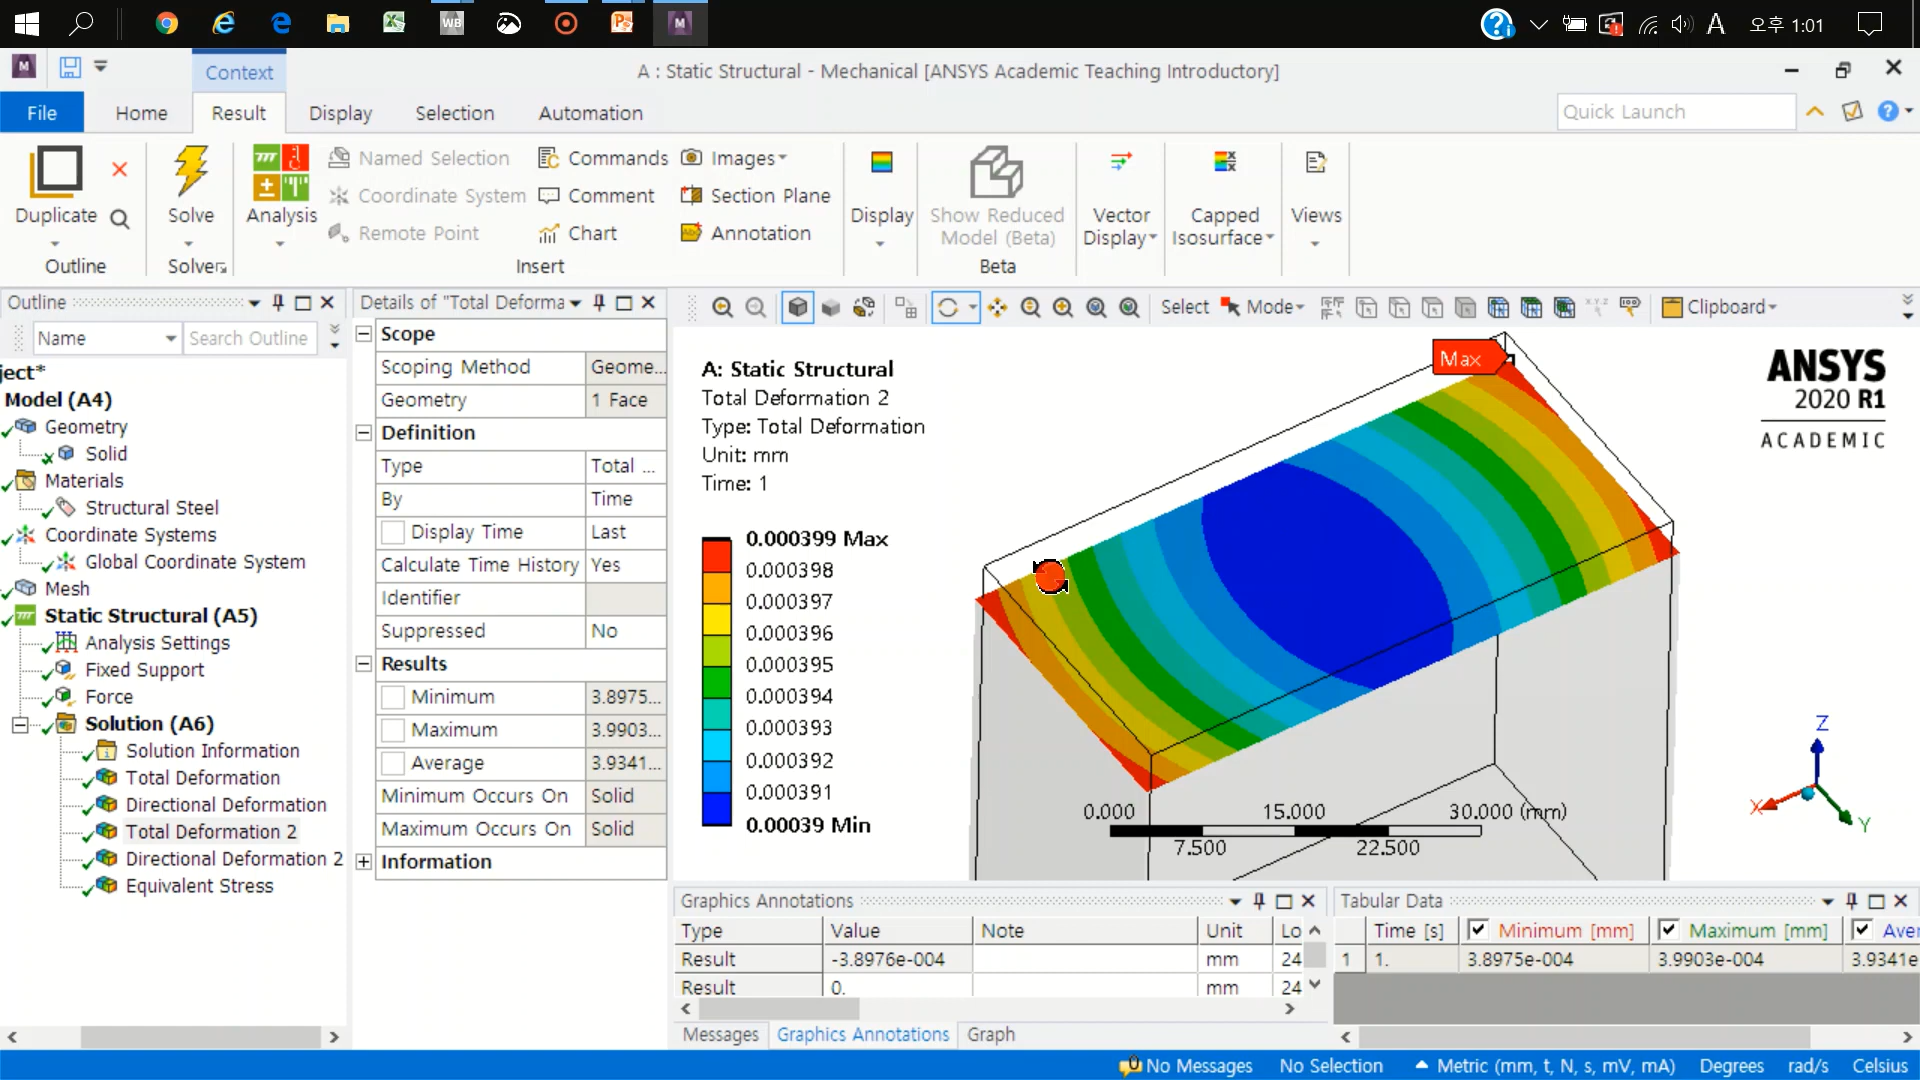 WB
오후 1:01
Context
A : Static Structural - Mechanical [ANSYS Academic Teaching Introductory]
File
Home
Result
Display
Selection
Automation
Quick Launch
Named Selection
Commands
Images
Coordinate System
Comment
Section Plane
Remote Point
Chart
Annotation
Duplicate
Solve
Analysis
Display
Show Reduced
Model (Beta)
Vector
Display
Capped
Isosurface
Views
Outline
Solver
Insert
Beta
Outline
Name
Search Outline
ject*
Model (A4)
Geometry
Solid
Materials
Structural Steel
Coordinate Systems
Global Coordinate System
Mesh
Static Structural (A5)
Analysis Settings
Fixed Support
Force
Solution (A6)
Solution Information
Total Deformation
Directional Deformation
Total Deformation 2
Directional Deformation 2
Equivalent Stress
Details of "Total Deforma
Scope
Scoping Method Geome...
Geometry 1 Face
Definition
Type Total ...
By Time
Display Time Last
Calculate Time History Yes
Identifier
Suppressed No
Results
Minimum 3.8975...
Maximum 3.9903...
Average 3.9341...
Minimum Occurs On Solid
Maximum Occurs On Solid
Information
Select Mode Clipboard
A: Static Structural
Total Deformation 2
Type: Total Deformation
Unit: mm
Time: 1
0.000399 Max
0.000398
0.000397
0.000396
0.000395
0.000394
0.000393
0.000392
0.000391
0.00039 Min
Max
ANSYS
2020 R1
ACADEMIC
0.000 15.000 30.000 (mm)
7.500 22.500
Z
X
Y
Graphics Annotations
Type Value Note Unit Lo
Result -3.8976e-004 mm 24
Result 0. mm 24
Messages Graphics Annotations Graph
Tabular Data
Time [s] Minimum [mm] Maximum [mm] Aver
1 1. 3.8975e-004 3.9903e-004 3.9341e
No Messages No Selection Metric (mm, t, N, s, mV, mA) Degrees rad/s Celsius